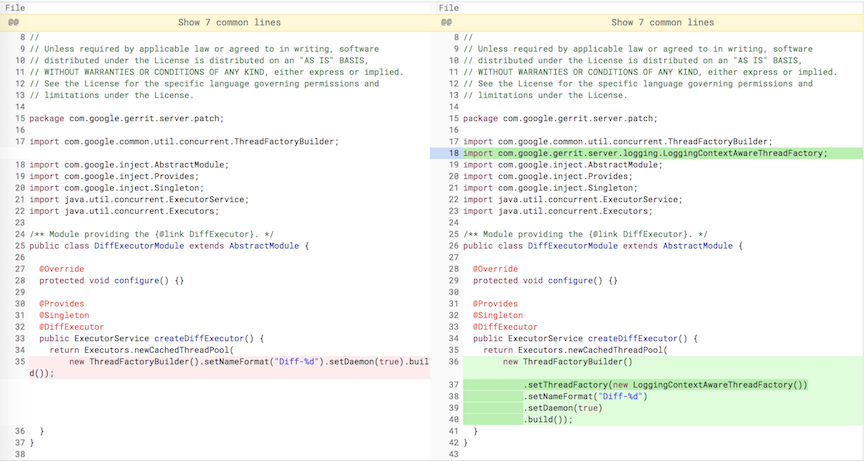 File
@@ Show 7 common lines
8 //
9 // Unless required by applicable law or agreed to in writing, software
10 // distributed under the License is distributed on an "AS IS" BASIS,
11 // WITHOUT WARRANTIES OR CONDITIONS OF ANY KIND, either express or implied.
12 // See the License for the specific language governing permissions and
13 // limitations under the License.
14
15 package com.google.gerrit.server.patch;
16
17 import com.google.common.util.concurrent.ThreadFactoryBuilder;
18 import com.google.inject.AbstractModule;
19 import com.google.inject.Provides;
20 import com.google.inject.Singleton;
21 import java.util.concurrent.ExecutorService;
22 import java.util.concurrent.Executors;
23
24 /** Module providing the {@link DiffExecutor}. */
25 public class DiffExecutorModule extends AbstractModule {
26
27   @Override
28   protected void configure() {}
29
30   @Provides
31   @Singleton
32   @DiffExecutor
33   public ExecutorService createDiffExecutor() {
34     return Executors.newCachedThreadPool(
35         new ThreadFactoryBuilder().setNameFormat("Diff-%d").setDaemon(true).buil
d());
36   }
37 }
38
File
@@ Show 7 common lines
8 //
9 // Unless required by applicable law or agreed to in writing, software
10 // distributed under the License is distributed on an "AS IS" BASIS,
11 // WITHOUT WARRANTIES OR CONDITIONS OF ANY KIND, either express or implied.
12 // See the License for the specific language governing permissions and
13 // limitations under the License.
14
15 package com.google.gerrit.server.patch;
16
17 import com.google.common.util.concurrent.ThreadFactoryBuilder;
18 import com.google.gerrit.server.logging.LoggingContextAwareThreadFactory;
19 import com.google.inject.AbstractModule;
20 import com.google.inject.Provides;
21 import com.google.inject.Singleton;
22 import java.util.concurrent.ExecutorService;
23 import java.util.concurrent.Executors;
24
25 /** Module providing the {@link DiffExecutor}. */
26 public class DiffExecutorModule extends AbstractModule {
27
28   @Override
29   protected void configure() {}
30
31   @Provides
32   @Singleton
33   @DiffExecutor
34   public ExecutorService createDiffExecutor() {
35     return Executors.newCachedThreadPool(
36         new ThreadFactoryBuilder()
37             .setThreadFactory(new LoggingContextAwareThreadFactory())
38             .setNameFormat("Diff-%d")
39             .setDaemon(true)
40             .build());
41   }
42 }
43